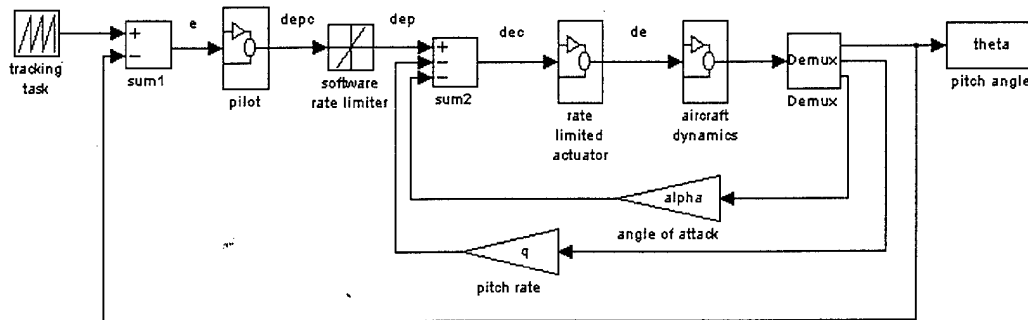 e
depc
dep
dec
de
+
−
+
−
−
Demux
theta
tracking
task
sum1
pilot
software
rate limiter
sum2
rate
limited
actuator
aircraft
dynamics
Demux
pitch angle
alpha
angle of attack
q
pitch rate